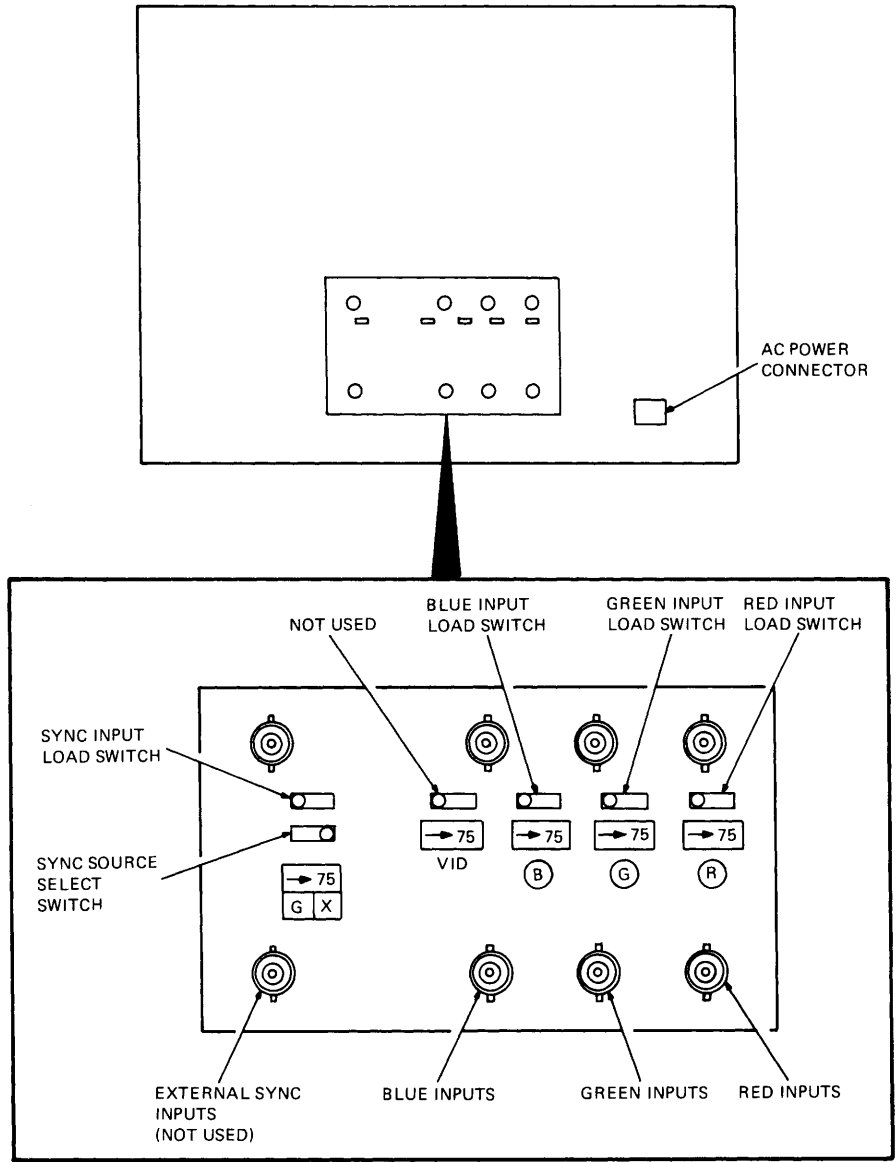 AC POWER
CONNECTOR
NOT USED
BLUE INPUT
LOAD SWITCH
GREEN INPUT
LOAD SWITCH
RED INPUT
LOAD SWITCH
SYNC INPUT
LOAD SWITCH
SYNC SOURCE
SELECT
SWITCH
→ 75
G X
→ 75
VID
→ 75
B
→ 75
G
→ 75
R
EXTERNAL SYNC
INPUTS
(NOT USED)
BLUE INPUTS
GREEN INPUTS
RED INPUTS